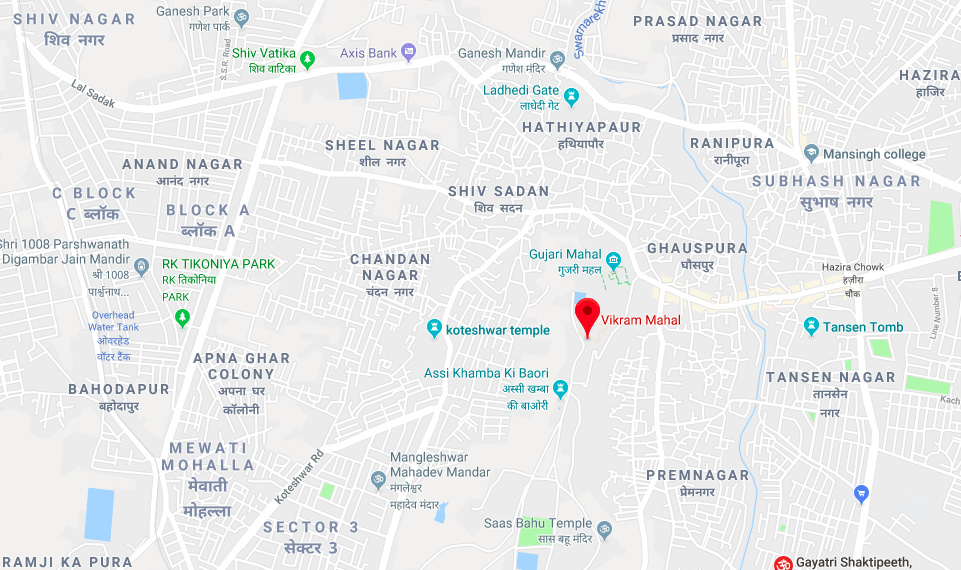 SHIV NAGAR
शिव नगर
Ganesh Park
गणेश पार्क
S.S.R. Road
Shiv Vatika
शिव वाटिका
Axis Bank
Ganesh Mandir
गणेश मंदिर
Swarnarekh
PRASAD NAGAR
प्रसाद नगर
HAZIRA
हाजिर
Lal Sadak
Ladhedi Gate
लाघेदी गेट
HATHIYAPAUR
हथियापौर
RANIPURA
रानीपूरा
Mansingh college
SHEEL NAGAR
शील नगर
ANAND NAGAR
आनंद नगर
SHIV SADAN
शिव सदन
SUBHASH NAGAR
सुभाष नगर
C BLOCK
C ब्लॉक
BLOCK A
ब्लॉक A
Shri 1008 Parshwanath
Digambar Jain Mandir
श्री 1008
पार्श्वनाथ...
RK TIKONIYA PARK
RK तिकोनिया
PARK
CHANDAN
NAGAR
चंदन नगर
Gujari Mahal
गुजरी महल
GHAUSPURA
घौसपुर
Hazira Chowk
हज़ीरा
चौक
Line Number 8
Overhead
Water Tank
ओवरहेड
वॉटर टैंक
koteshwar temple
Vikram Mahal
Tansen Tomb
APNA GHAR
COLONY
अपना घर
कॉलोनी
Assi Khamba Ki Baori
अस्सी खम्बा
की बाओरी
BAHODAPUR
बहोदापुर
TANSEN NAGAR
तानसेन
नगर
Kach
MEWATI
MOHALLA
मेवाती
मोहल्ला
Koteshwar Rd
Mangleshwar
Mahadev Mandar
मंगलेश्वर
महादेव मंदार
PREMNAGAR
प्रेमनगर
SECTOR 3
सेक्टर 3
Saas Bahu Temple
सास बहू मंदिर
RAMJI KA PURA
Gayatri Shaktipeeth,